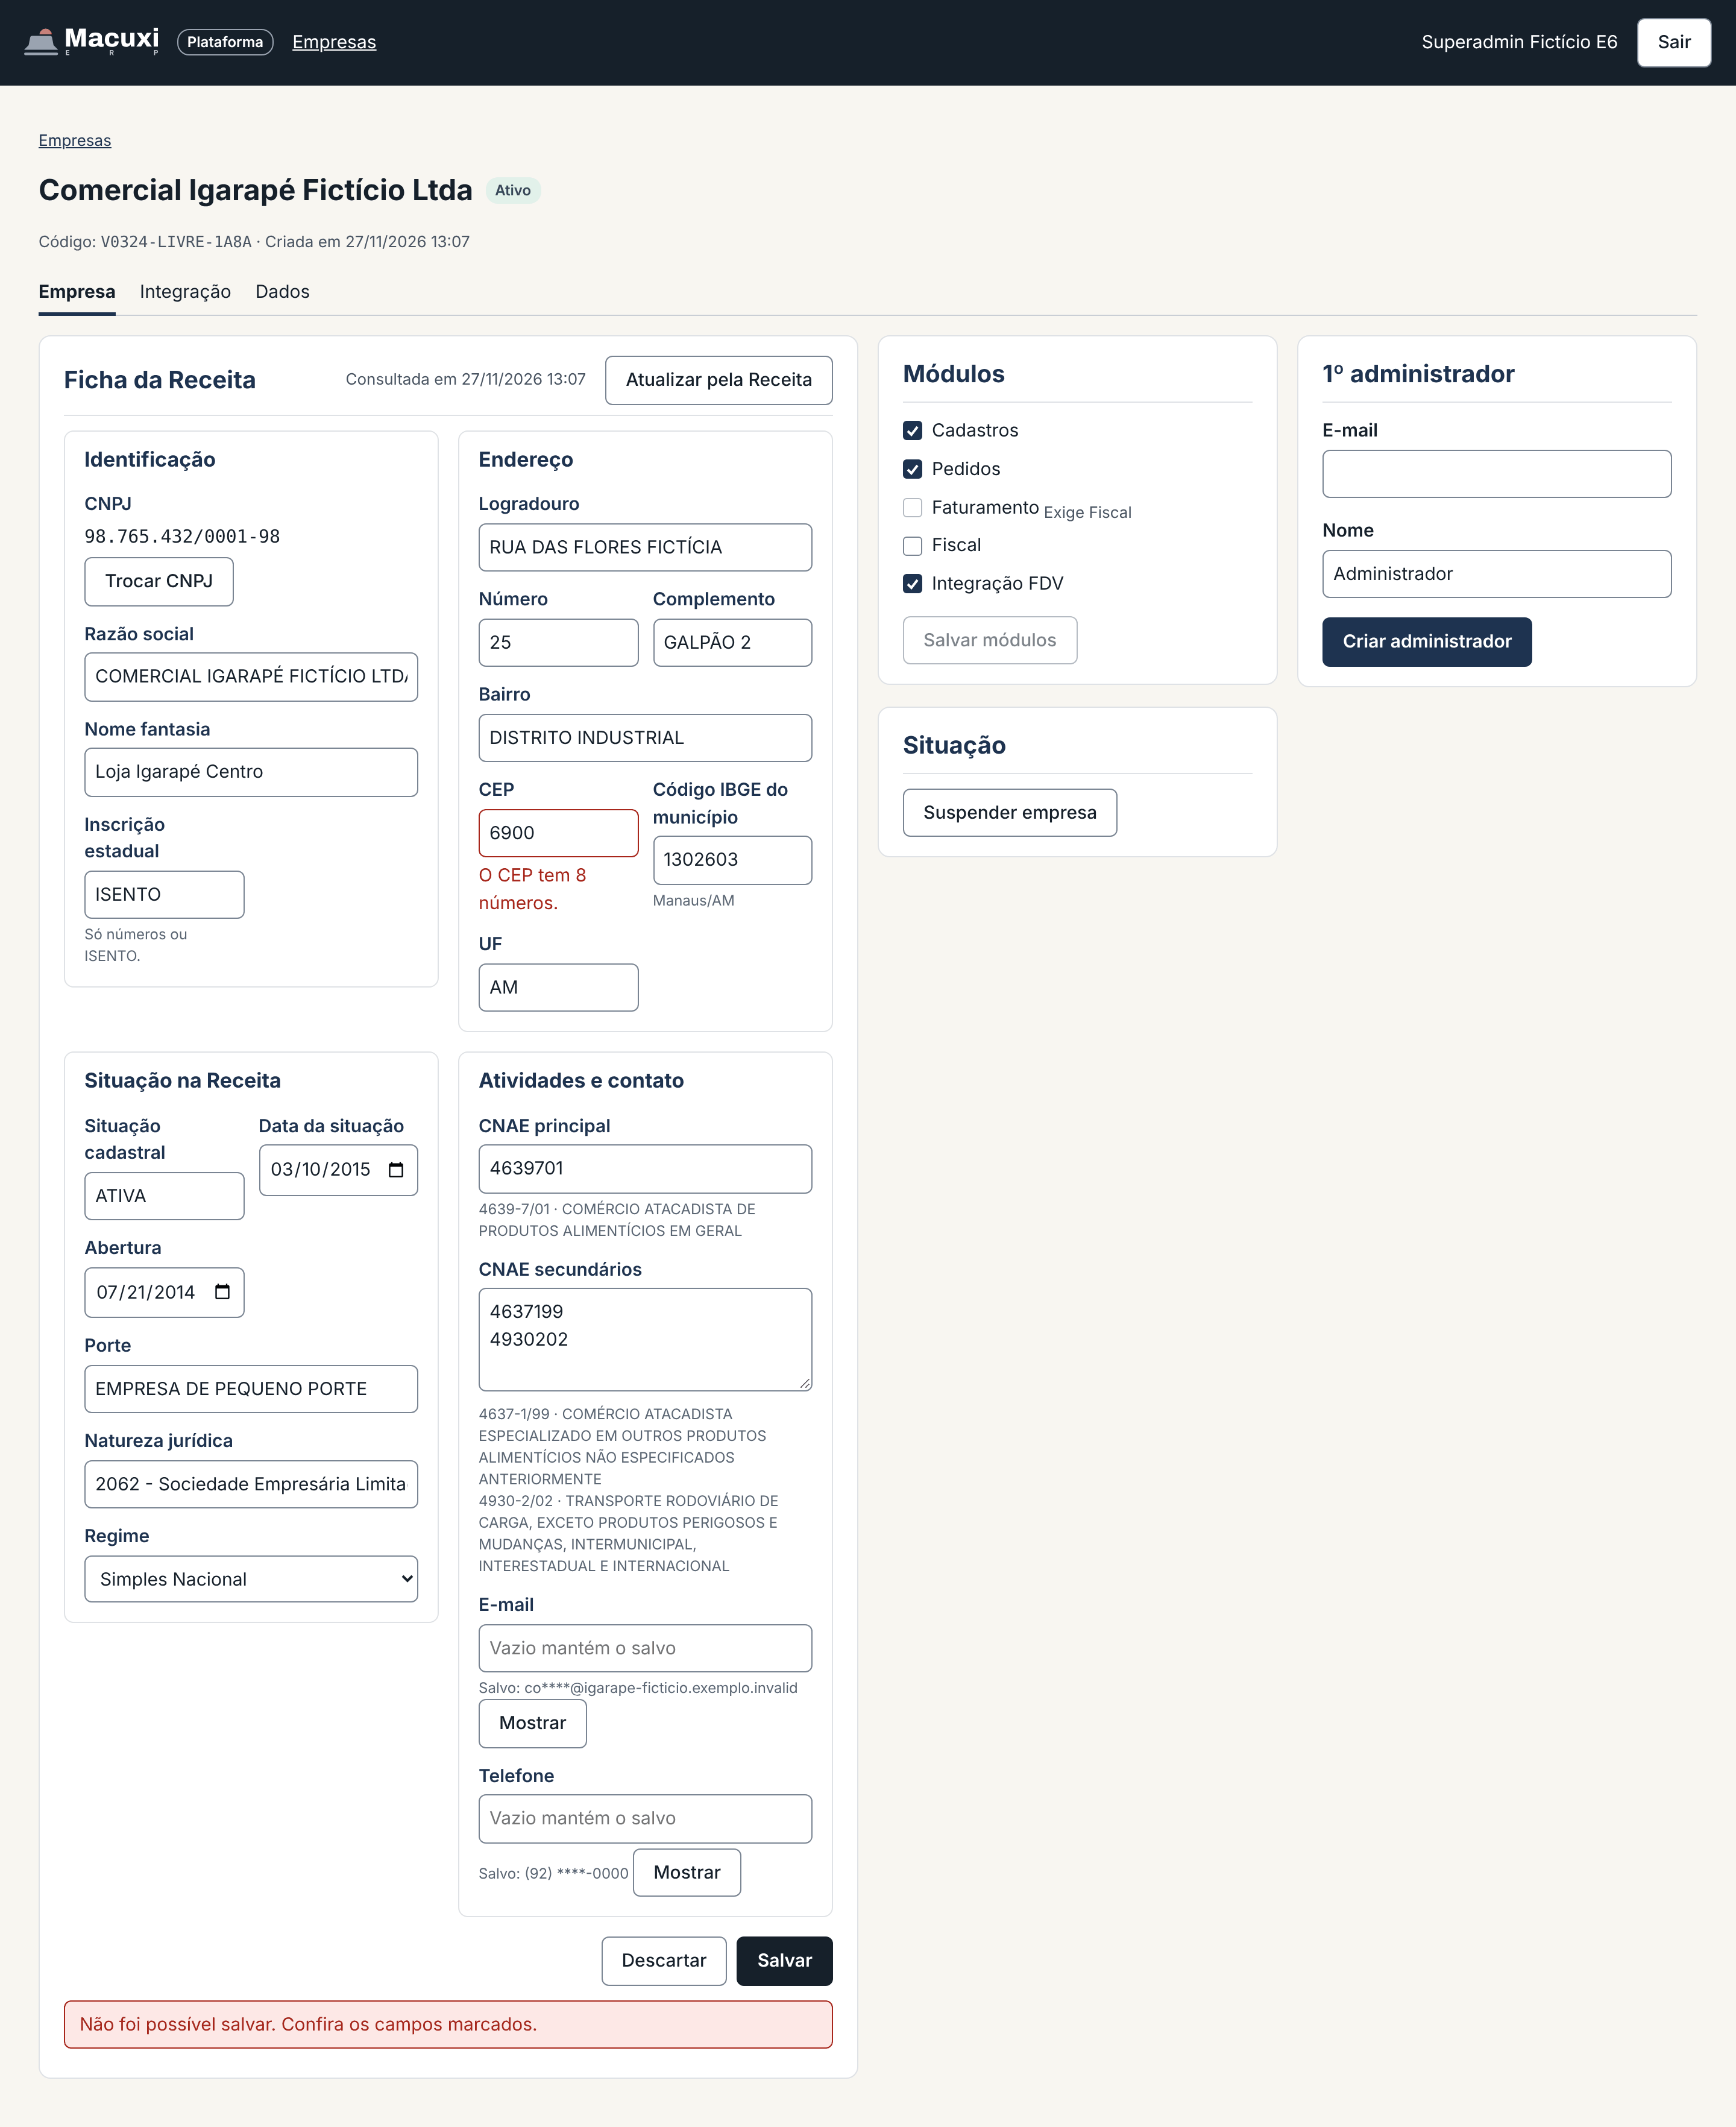 Macuxi
E R P
Plataforma
Empresas
Superadmin Fictício E6
Sair
Empresas
Comercial Igarapé Fictício Ltda
Ativo
Código: V0324-LIVRE-1A8A · Criada em 27/11/2026 13:07
Empresa
Integração
Dados
Ficha da Receita
Consultada em 27/11/2026 13:07
Atualizar pela Receita
Identificação
CNPJ
98.765.432/0001-98
Trocar CNPJ
Razão social
COMERCIAL IGARAPÉ FICTÍCIO LTDA
Nome fantasia
Loja Igarapé Centro
Inscrição
estadual
ISENTO
Só números ou
ISENTO.
Endereço
Logradouro
RUA DAS FLORES FICTÍCIA
Número
Complemento
25
GALPÃO 2
Bairro
DISTRITO INDUSTRIAL
CEP
Código IBGE do
município
6900
1302603
O CEP tem 8
números.
Manaus/AM
UF
AM
Situação na Receita
Situação
cadastral
Data da situação
ATIVA
03/10/2015
Abertura
07/21/2014
Porte
EMPRESA DE PEQUENO PORTE
Natureza jurídica
2062 - Sociedade Empresária Limita
Regime
Simples Nacional
Atividades e contato
CNAE principal
4639701
4639-7/01 · COMÉRCIO ATACADISTA DE
PRODUTOS ALIMENTÍCIOS EM GERAL
CNAE secundários
4637199
4930202
4637-1/99 · COMÉRCIO ATACADISTA
ESPECIALIZADO EM OUTROS PRODUTOS
ALIMENTÍCIOS NÃO ESPECIFICADOS
ANTERIORMENTE
4930-2/02 · TRANSPORTE RODOVIÁRIO DE
CARGA, EXCETO PRODUTOS PERIGOSOS E
MUDANÇAS, INTERMUNICIPAL,
INTERESTADUAL E INTERNACIONAL
E-mail
Vazio mantém o salvo
Salvo: co****@igarape-ficticio.exemplo.invalid
Mostrar
Telefone
Vazio mantém o salvo
Salvo: (92) ****-0000
Mostrar
Descartar
Salvar
Não foi possível salvar. Confira os campos marcados.
Módulos
Cadastros
Pedidos
Faturamento Exige Fiscal
Fiscal
Integração FDV
Salvar módulos
Situação
Suspender empresa
1º administrador
E-mail
Nome
Administrador
Criar administrador